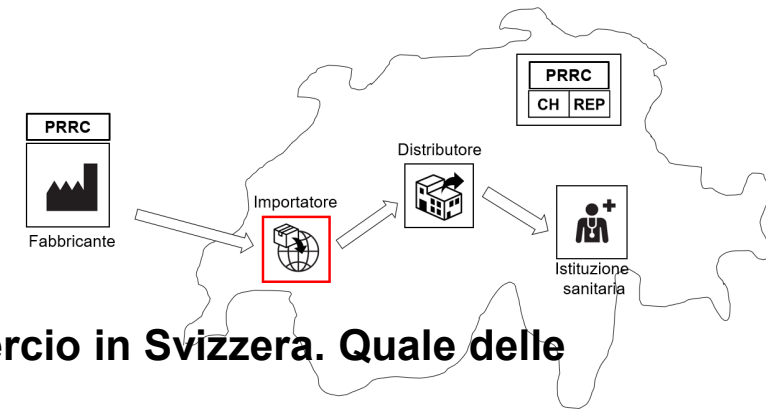 PRRC
CH REP
PRRC
Distributore
Importatore
Fabbricante
Istituzione
sanitaria
ercio in Svizzera. Quale delle